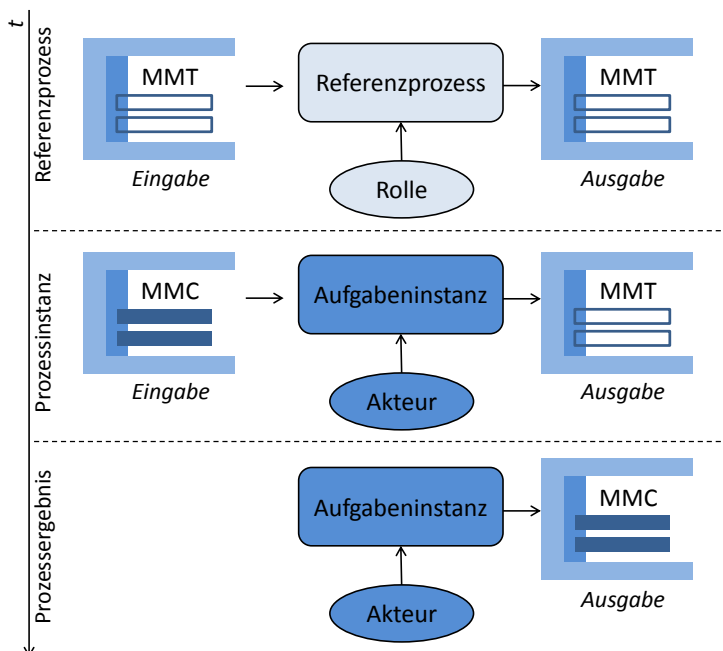 t
Referenzprozess
MMT
Eingabe
Referenzprozess
Rolle
MMT
Ausgabe
Prozessinstanz
MMC
Eingabe
Aufgabeninstanz
Akteur
MMT
Ausgabe
Prozessergebnis
Aufgabeninstanz
Akteur
MMC
Ausgabe